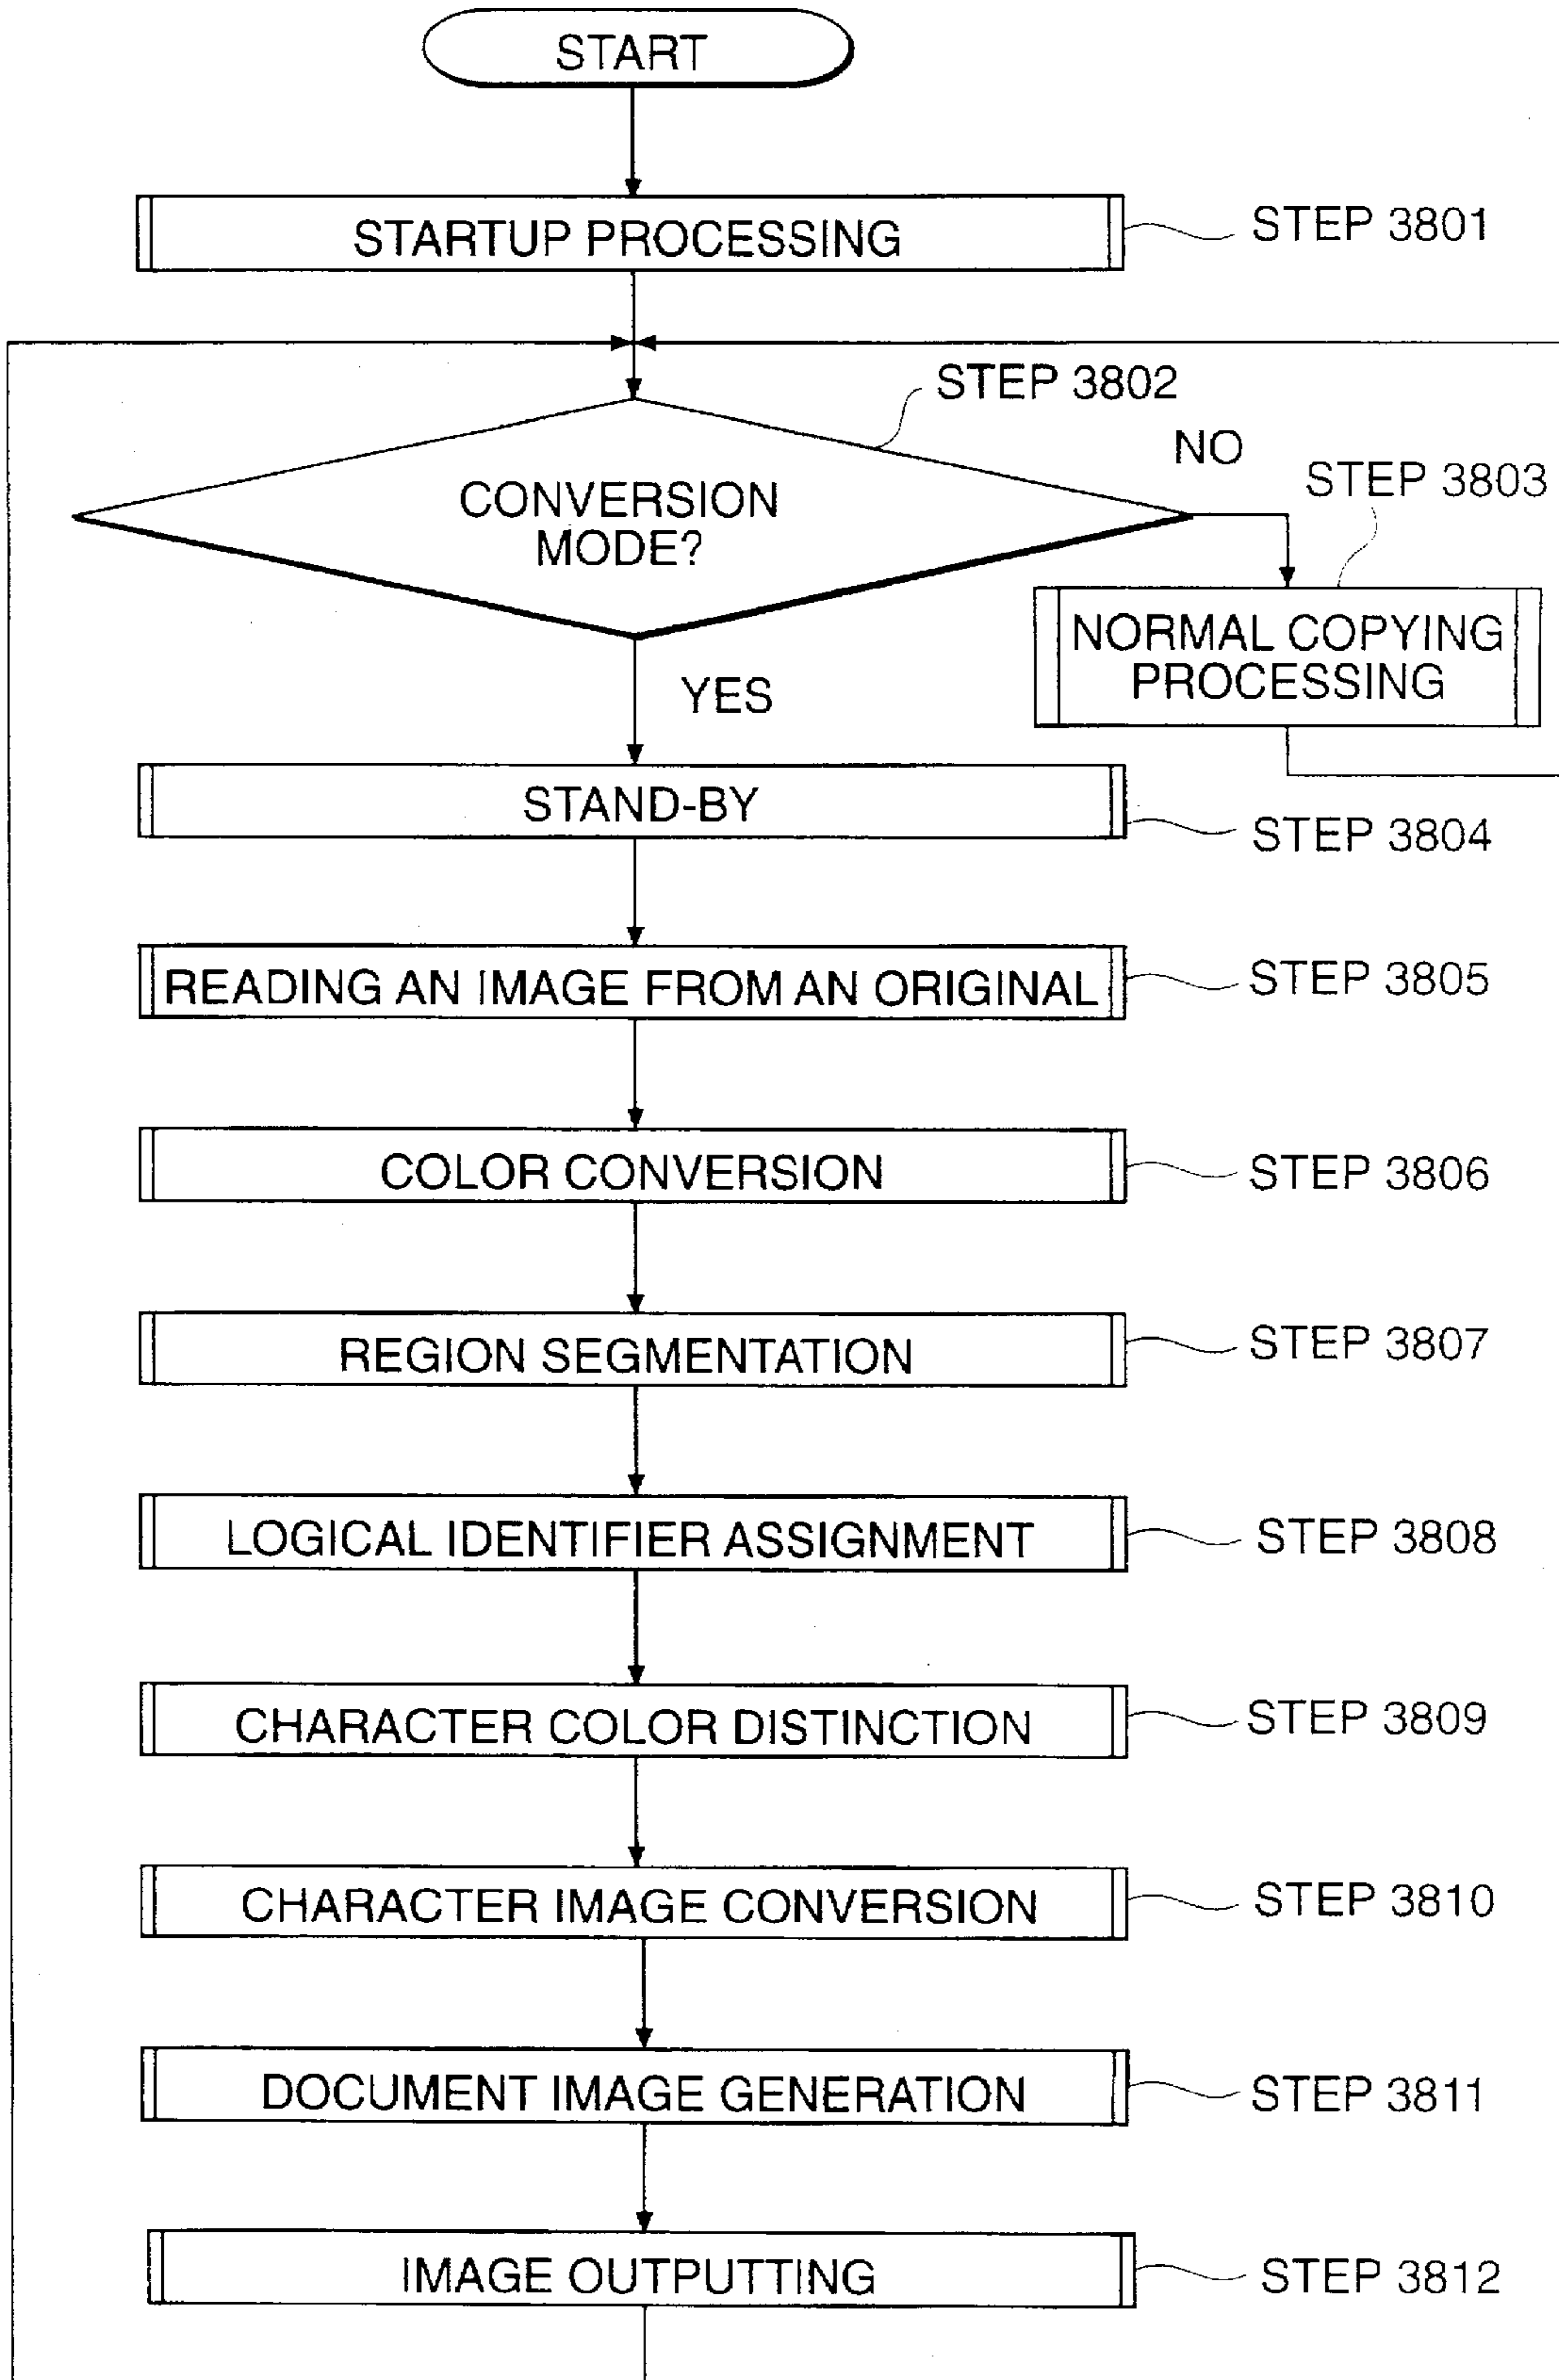 START
STARTUP PROCESSING
STEP 3801
STEP 3802
CONVERSION
MODE?
NO
STEP 3803
NORMAL COPYING
PROCESSING
YES
STAND-BY
STEP 3804
READING AN IMAGE FROM AN ORIGINAL
STEP 3805
COLOR CONVERSION
STEP 3806
REGION SEGMENTATION
STEP 3807
LOGICAL IDENTIFIER ASSIGNMENT
STEP 3808
CHARACTER COLOR DISTINCTION
STEP 3809
CHARACTER IMAGE CONVERSION
STEP 3810
DOCUMENT IMAGE GENERATION
STEP 3811
IMAGE OUTPUTTING
STEP 3812